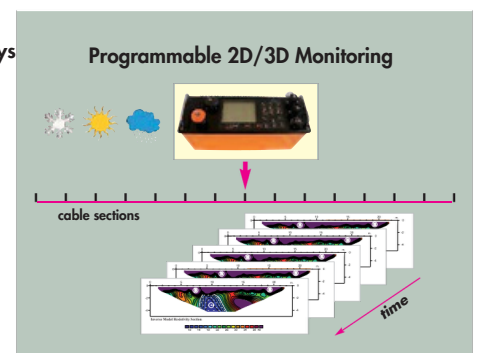 ys
Programmable 2D/3D Monitoring
cable sections
time
Inverse Model Resistivity Section